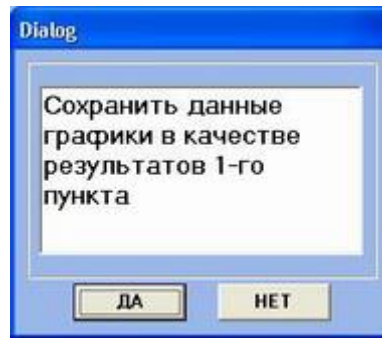 Dialog
Сохранить данные
графики в качестве
результатов 1-го
пункта
ДА
НЕТ